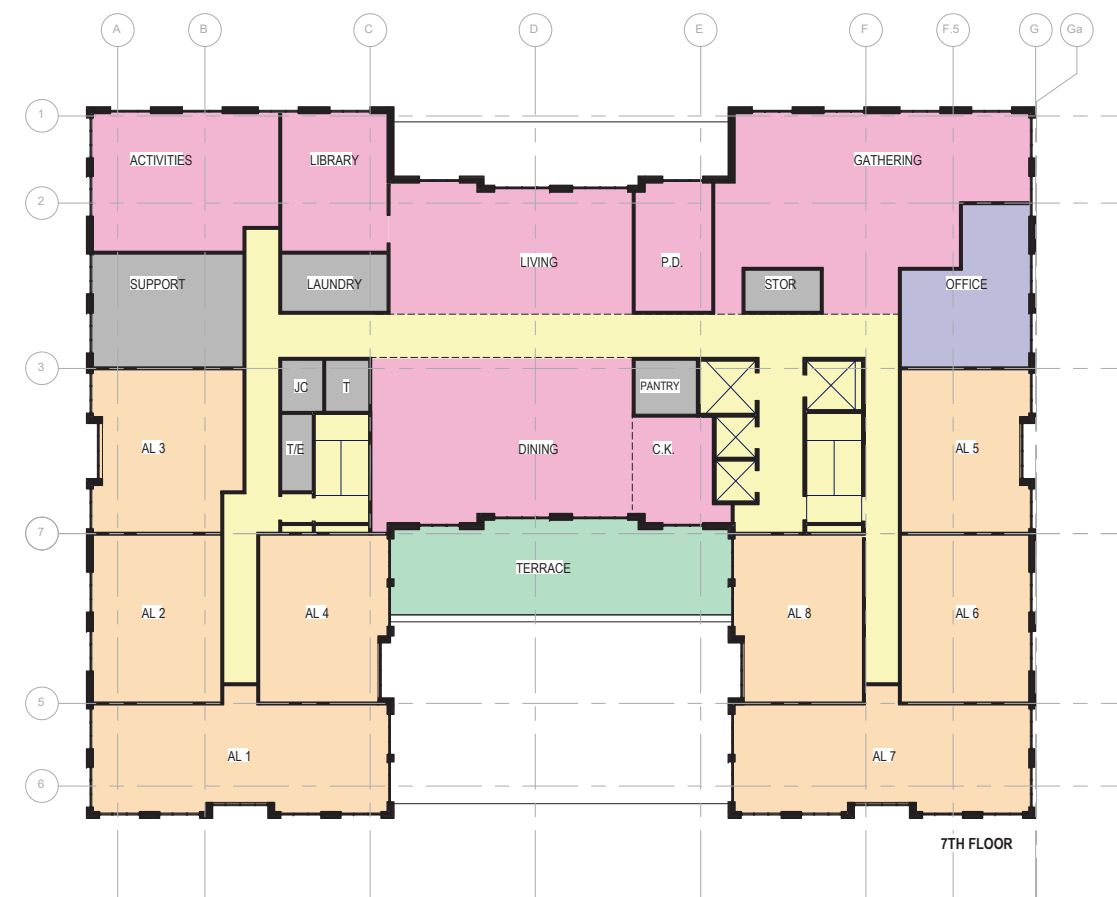 A B C D E F F.5 G Ga
1
ACTIVITIES LIBRARY GATHERING
2
LIVING P.D.
SUPPORT LAUNDRY STOR OFFICE
3
JC T PANTRY
AL 3 T/E DINING C.K. AL 5
7
TERRACE
AL 2 AL 4 AL 8 AL 6
5
AL 1 AL 7
6
7TH FLOOR